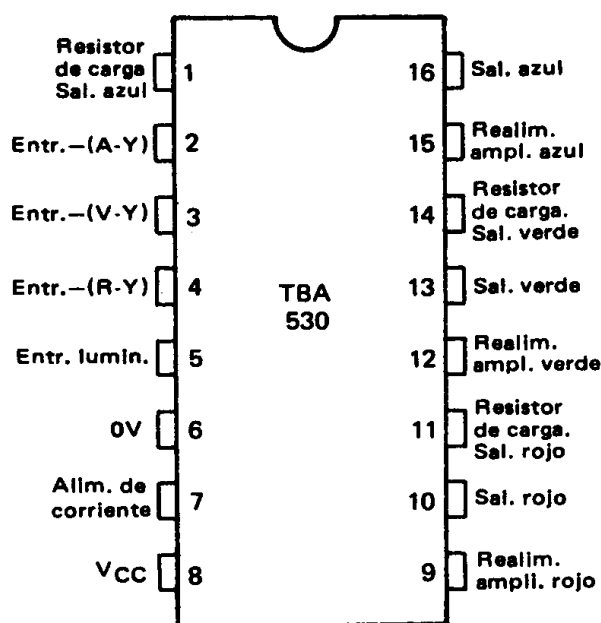 Resistor
de carga
Sal. azul
1
Entr.–(A-Y)
2
Entr.–(V-Y)
3
Entr.–(R-Y)
4
Entr. lumin.
5
0V
6
Alim. de
corriente
7
VCC
8
TBA
530
16
Sal. azul
15
Realim.
ampl. azul
14
Resistor
de carga.
Sal. verde
13
Sal. verde
12
Realim.
ampl. verde
11
Resistor
de carga.
Sal. rojo
10
Sal. rojo
9
Realim.
ampli. rojo